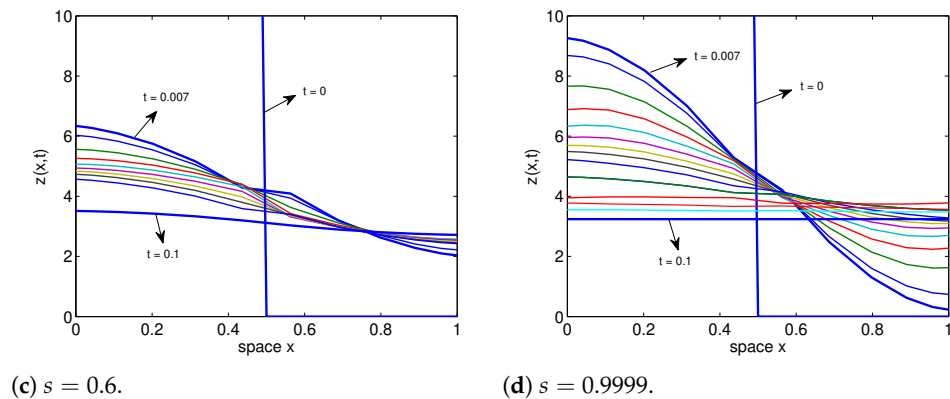 10
8
6
4
2
0
z(x,t)
t = 0.007
t = 0
t = 0.1
0 0.2 0.4 0.6 0.8 1
space x
(c) s = 0.6.
10
8
6
4
2
0
z(x,t)
t = 0.007
t = 0
t = 0.1
0 0.2 0.4 0.6 0.8 1
space x
(d) s = 0.9999.